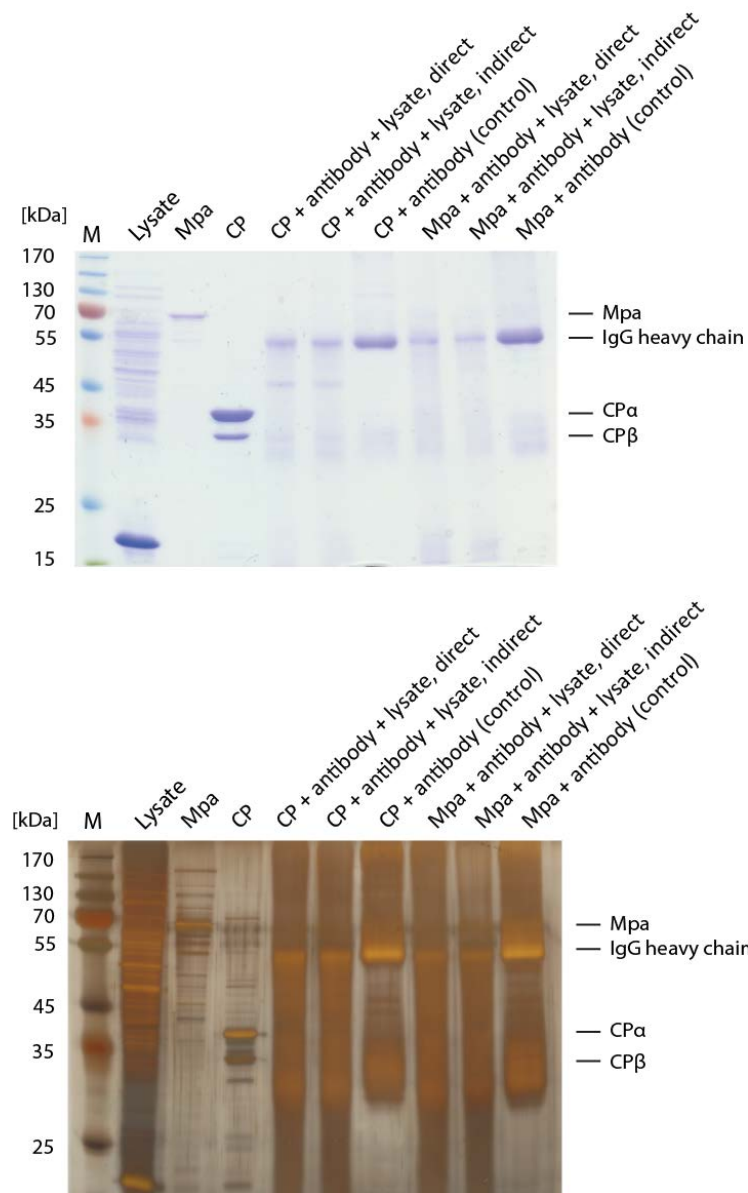 CP + antibody + lysate, direct
CP + antibody + lysate, indirect
CP + antibody (control)
Mpa + antibody + lysate, direct
Mpa + antibody + lysate, indirect
Mpa + antibody (control)
[kDa]
M
Lysate
Mpa
CP
170
130
70
55
45
35
25
15
Mpa
IgG heavy chain
CPα
CPβ
CP + antibody + lysate, direct
CP + antibody + lysate, indirect
CP + antibody (control)
Mpa + antibody + lysate, direct
Mpa + antibody + lysate, indirect
Mpa + antibody (control)
[kDa]
M
Lysate
Mpa
CP
170
130
70
55
45
35
25
Mpa
IgG heavy chain
CPα
CPβ